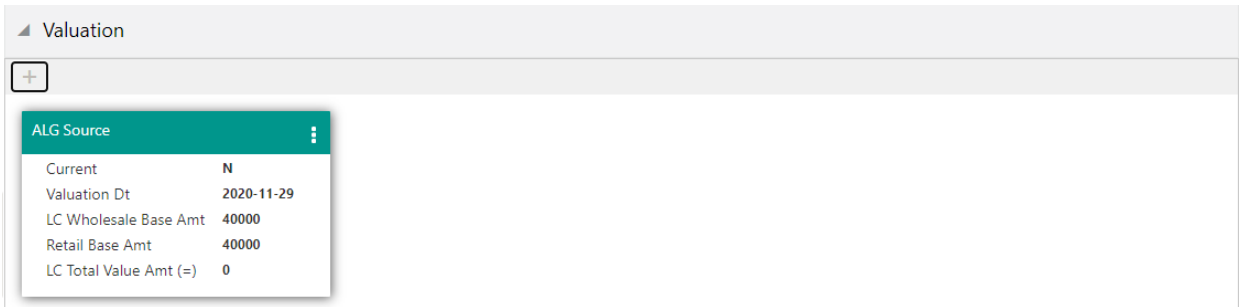 Valuation
+
ALG Source
Current N
Valuation Dt 2020-11-29
LC Wholesale Base Amt 40000
Retail Base Amt 40000
LC Total Value Amt (=) 0